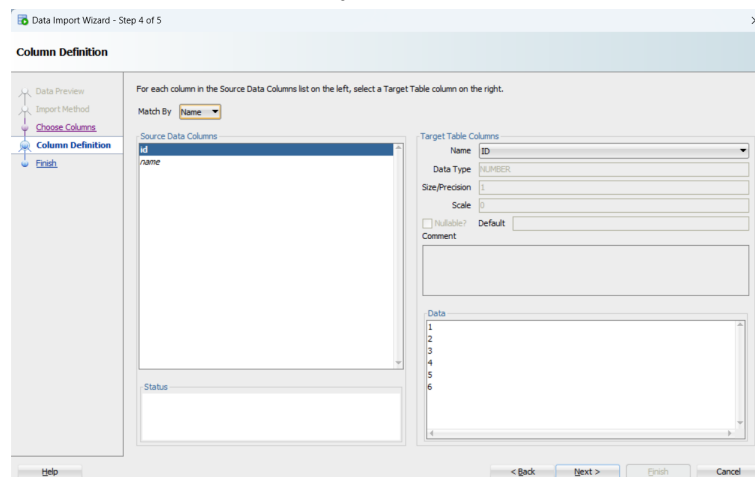 Data Import Wizard - Step 4 of 5
Column Definition
Data Preview
Import Method
Choose Columns
Column Definition
Finish
For each column in the Source Data Columns list on the left, select a Target Table column on the right.
Match By Name
Source Data Columns
id
name
Status
Target Table Columns
Name ID
Data Type NUMBER
Size/Precision 1
Scale 0
Nullable? Default
Comment
Data
1
2
3
4
5
6
Help < Back Next > Finish Cancel